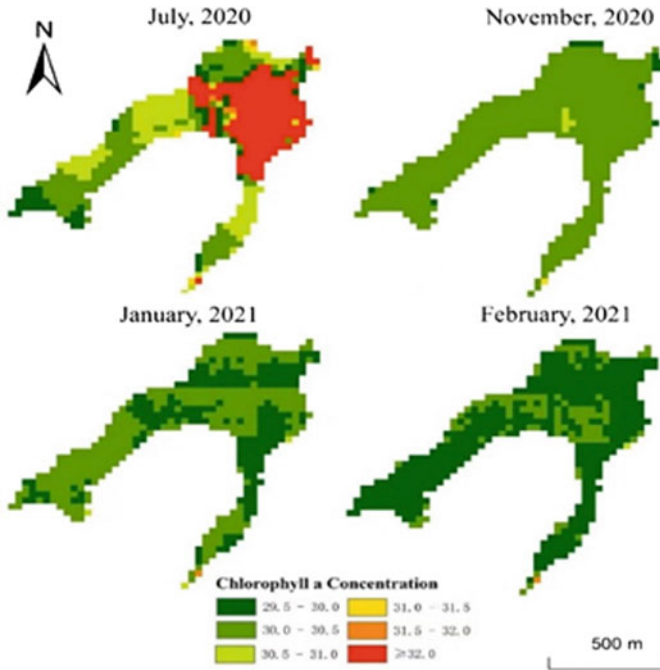 July, 2020
November, 2020
N
January, 2021
February, 2021
Chlorophyll a Concentration
29.5 - 30.0
31.0 - 31.5
30.0 - 30.5
31.5 - 32.0
30.5 - 31.0
≥32.0
500 m